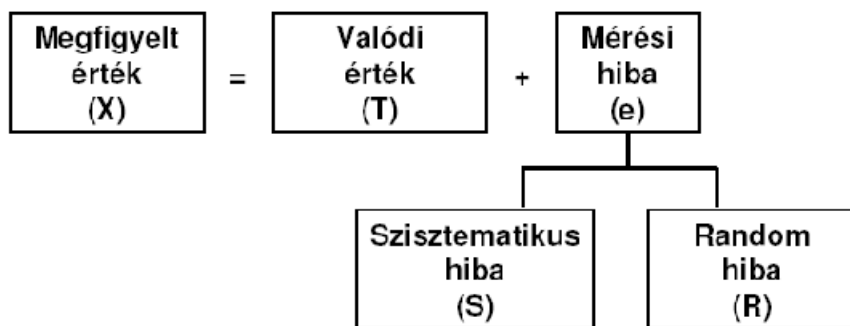 Megfigyelt
érték
(X)
=
Valódi
érték
(T)
+
Mérési
hiba
(e)
Szisztematikus
hiba
(S)
Random
hiba
(R)